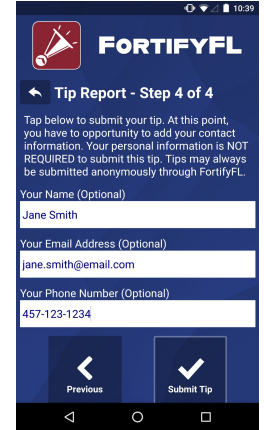 10:39
FORTIFYFL
Tip Report - Step 4 of 4
Tap below to submit your tip. At this point,
you have to opportunity to add your contact
information. Your personal information is NOT
REQUIRED to submit this tip. Tips may always
be submitted anonymously through FortifyFL.
Your Name (Optional)
Jane Smith
Your Email Address (Optional)
jane.smith@email.com
Your Phone Number (Optional)
457-123-1234
Previous
Submit Tip